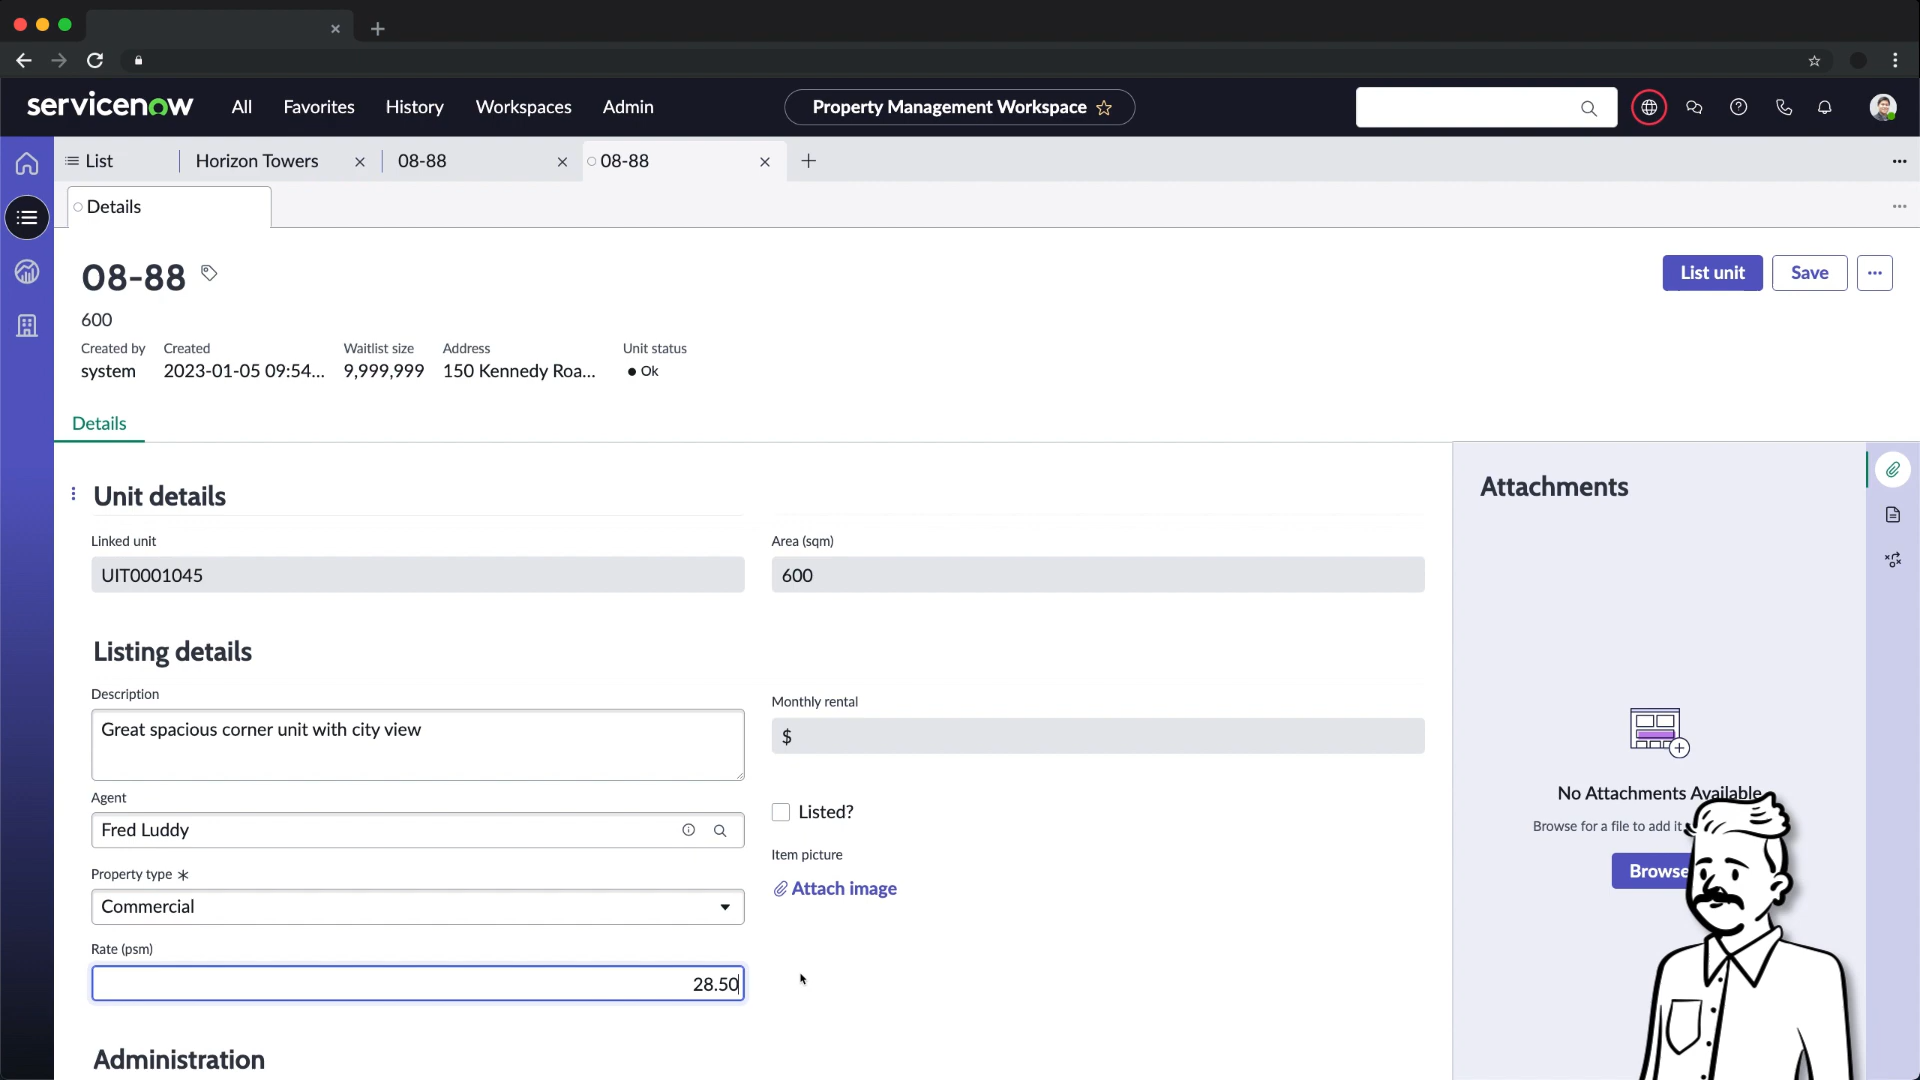 servicenow All Favorites History Workspaces Admin Property Management Workspace
List Horizon Towers 08-88 08-88
Details
08-88
List unit Save
600
Created by Created Waitlist size Address Unit status
system 2023-01-05 09:54... 9,999,999 150 Kennedy Roa... Ok
Details
Unit details
Attachments
Linked unit Area (sqm)
UIT0001045 600
Listing details
Description Monthly rental
Great spacious corner unit with city view
$
Agent
Fred Luddy
Listed?
Item picture
Attach image
Property type *
Commercial
Rate (psm)
28.50
No Attachments Available
Browse for a file to add it
Browse
Administration